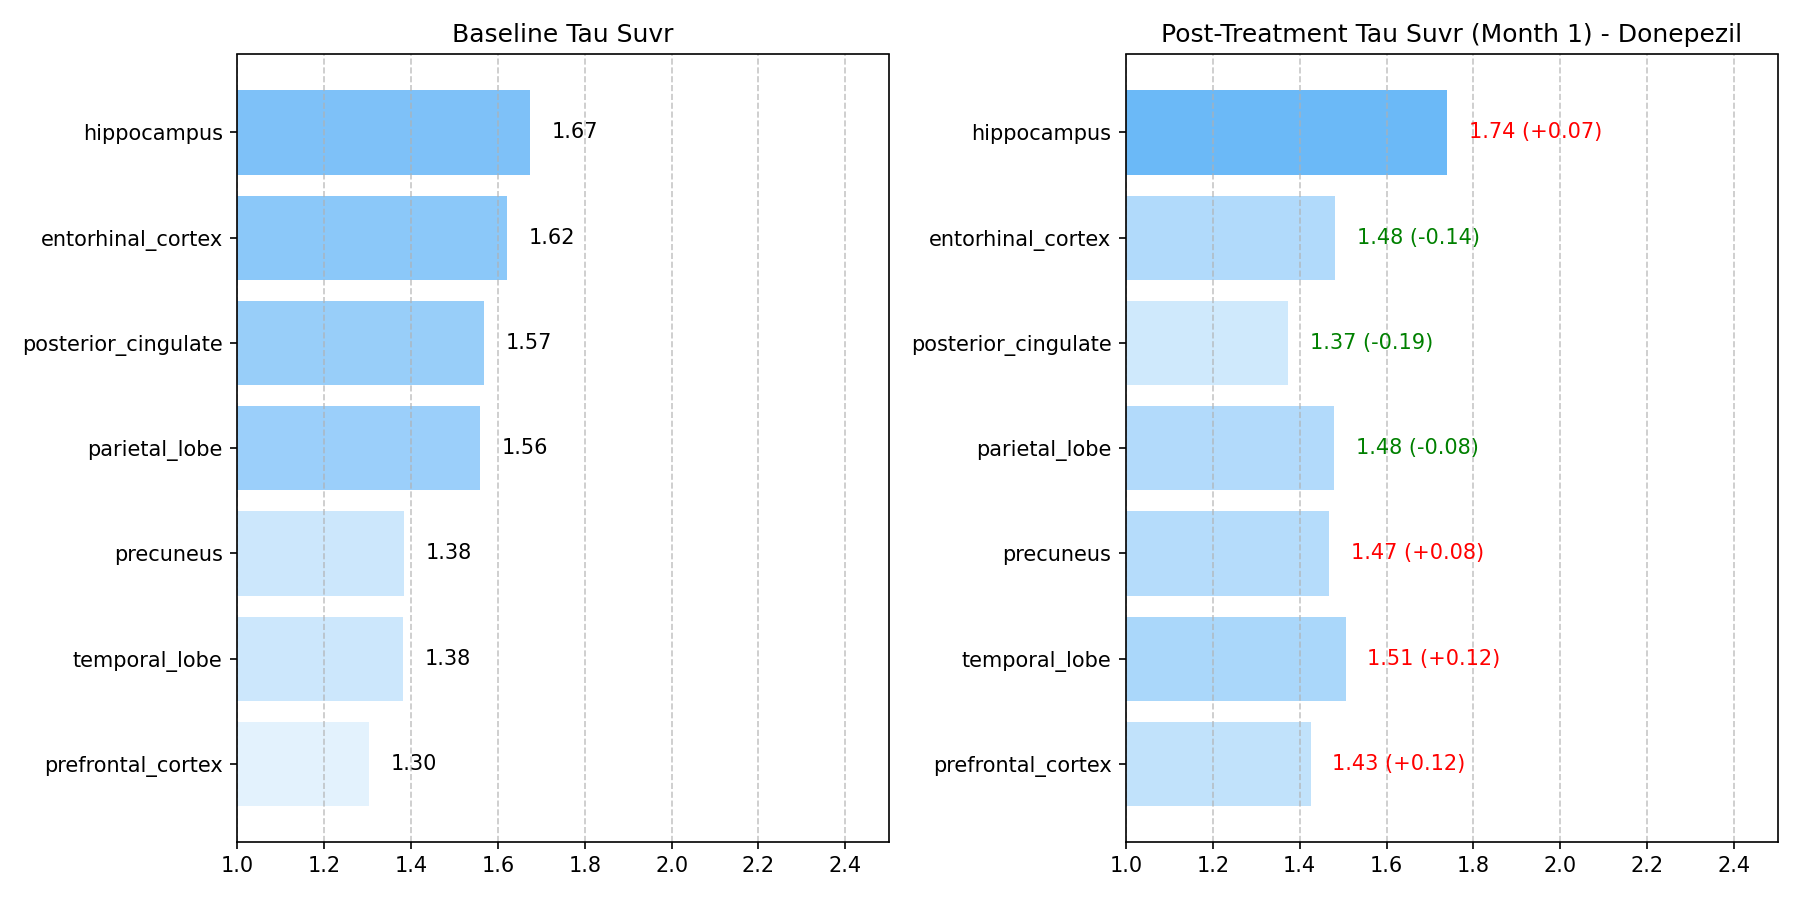 Baseline Tau Suvr
hippocampus
1.67
entorhinal_cortex
1.62
posterior_cingulate
1.57
parietal_lobe
1.56
precuneus
1.38
temporal_lobe
1.38
prefrontal_cortex
1.30
1.0 1.2 1.4 1.6 1.8 2.0 2.2 2.4
Post-Treatment Tau Suvr (Month 1) - Donepezil
hippocampus
1.74 (+0.07)
entorhinal_cortex
1.48 (-0.14)
posterior_cingulate
1.37 (-0.19)
parietal_lobe
1.48 (-0.08)
precuneus
1.47 (+0.08)
temporal_lobe
1.51 (+0.12)
prefrontal_cortex
1.43 (+0.12)
1.0 1.2 1.4 1.6 1.8 2.0 2.2 2.4